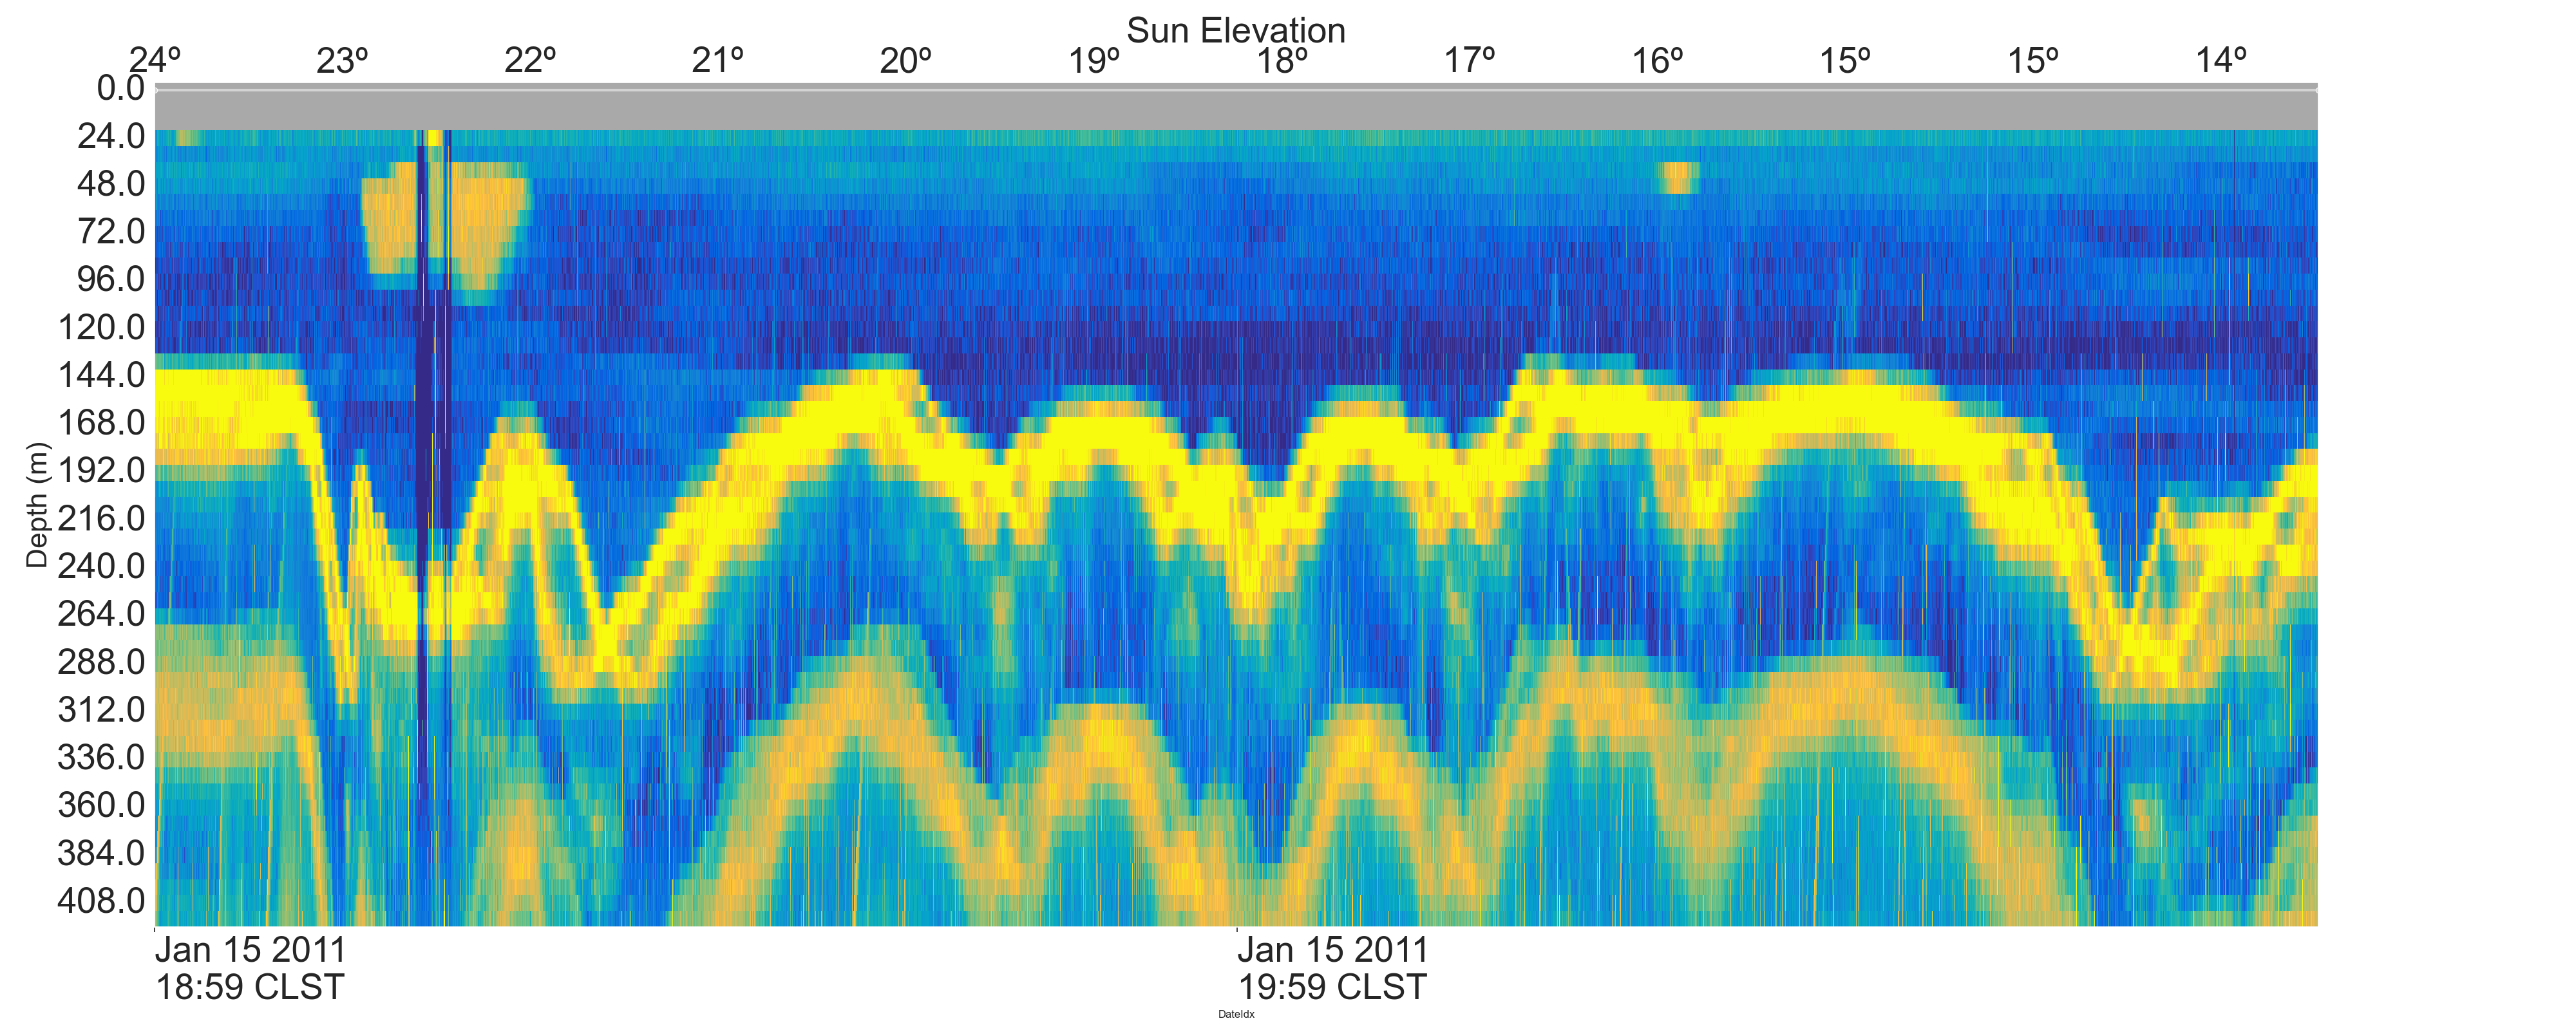 Sun Elevation
24º 23º 22º 21º 20º 19º 18º 17º 16º 15º 15º 14º
0.0
24.0
48.0
72.0
96.0
120.0
144.0
168.0
192.0
216.0
240.0
264.0
288.0
312.0
336.0
360.0
384.0
408.0
Depth (m)
Jan 15 2011
18:59 CLST
Jan 15 2011
19:59 CLST
DateIdx